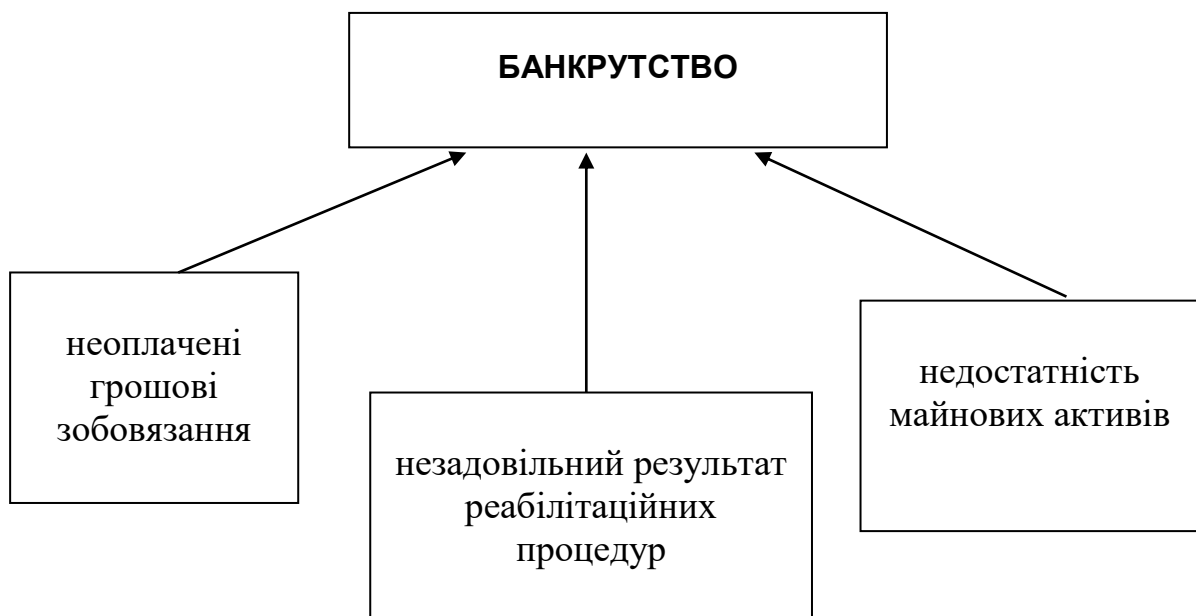 БАНКРУТСТВО
неоплачені
грошові
зобовязання
незадовільний результат
реабілітаційних
процедур
недостатність
майнових активів